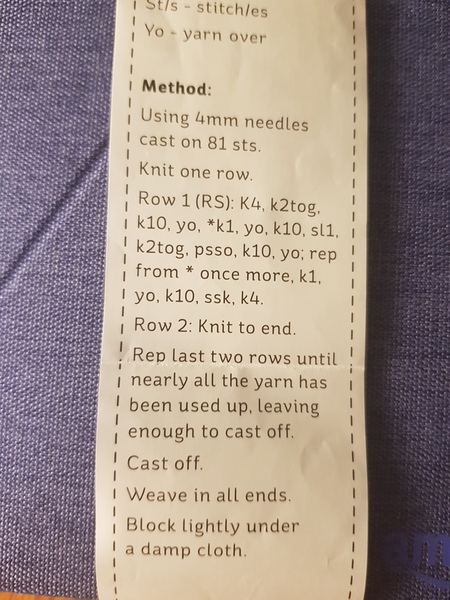 St/s - stitch/es
Yo - yarn over
Method:
Using 4mm needles
cast on 81 sts.
Knit one row.
Row 1 (RS): K4, k2tog,
k10, yo, *k1, yo, k10, sl1,
k2tog, psso, k10, yo; rep
from * once more, k1,
yo, k10, ssk, k4.
Row 2: Knit to end.
Rep last two rows until
nearly all the yarn has
been used up, leaving
enough to cast off.
Cast off.
Weave in all ends.
Block lightly under
a damp cloth.